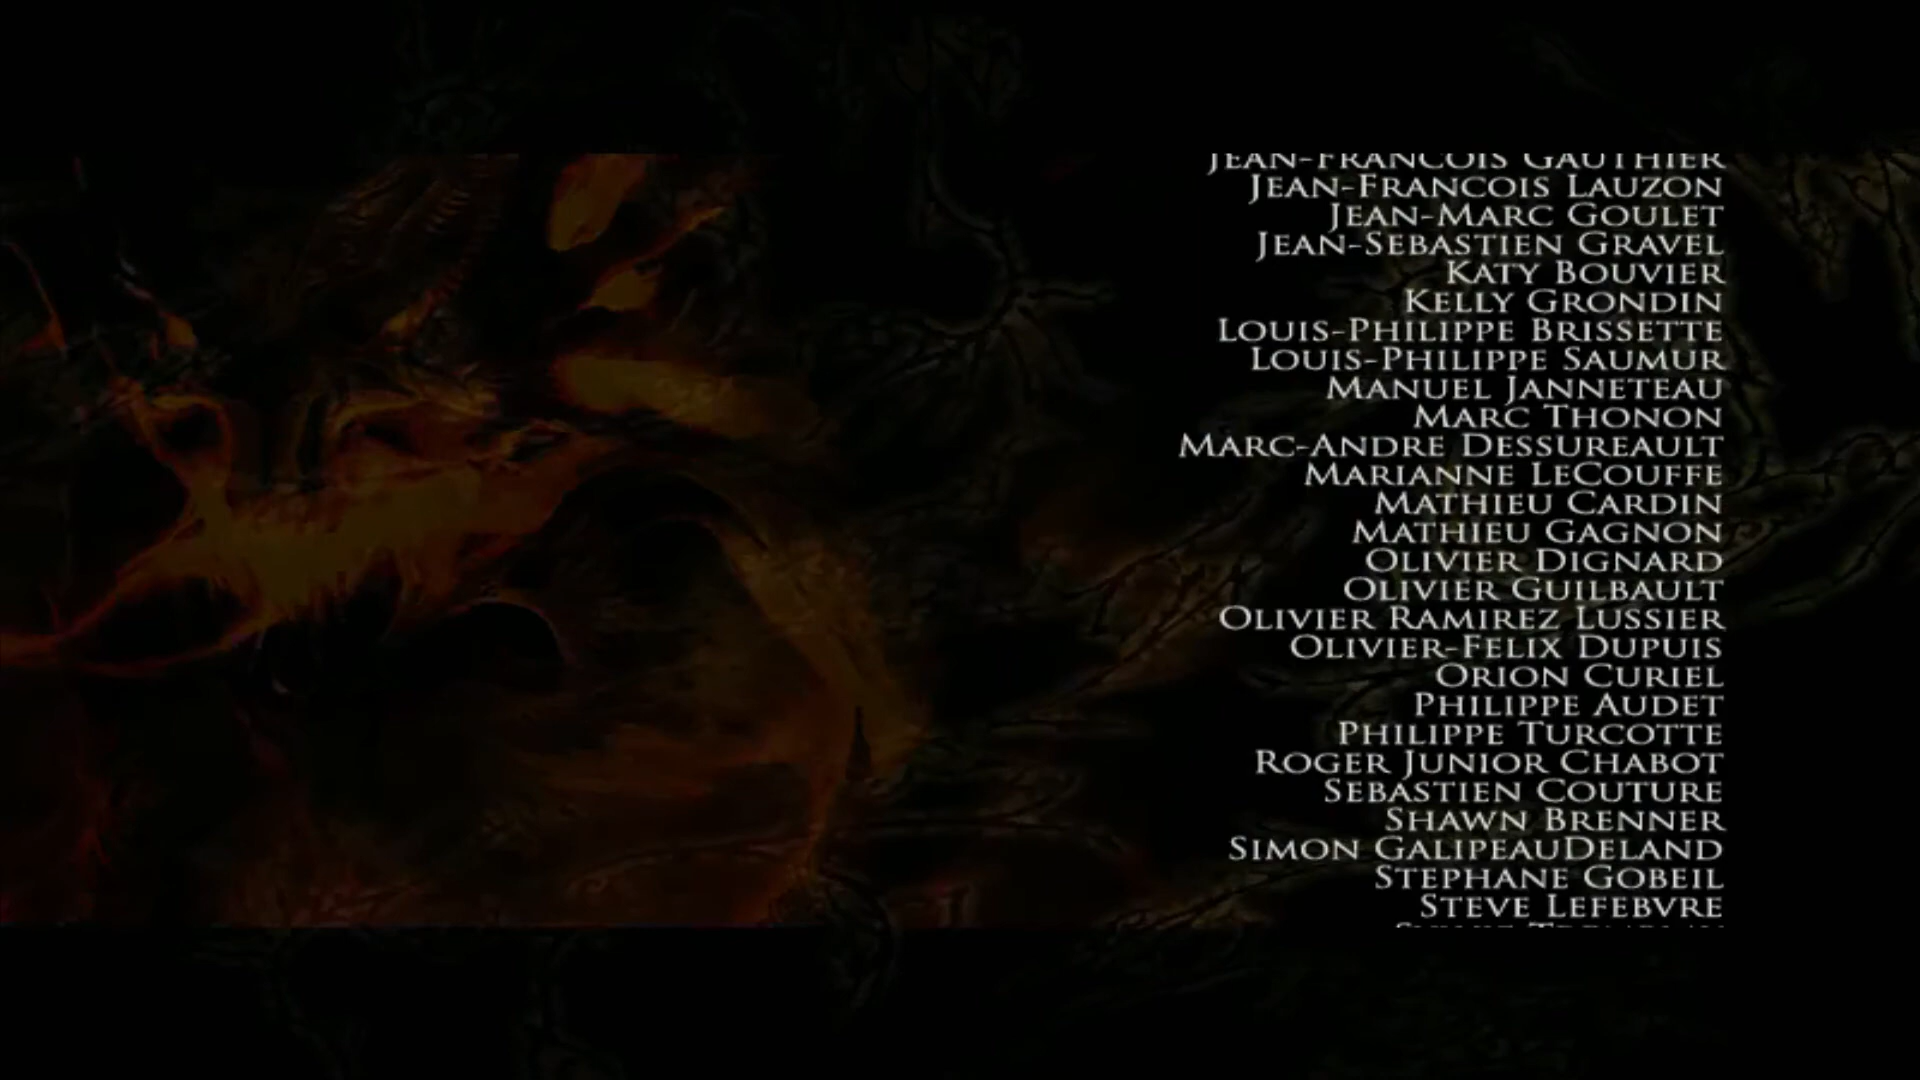 JEAN-FRANCOIS GAUTHIER
JEAN-FRANCOIS LAUZON
JEAN-MARC GOULET
JEAN-SEBASTIEN GRAVEL
KATY BOUVIER
KELLY GRONDIN
LOUIS-PHILIPPE BRISSETTE
LOUIS-PHILIPPE SAUMUR
MANUEL JANNETEAU
MARC THONON
MARC-ANDRE DESSUREAULT
MARIANNE LECOUFFE
MATHIEU CARDIN
MATHIEU GAGNON
OLIVIER DIGNARD
OLIVIER GUILBAULT
OLIVIER RAMIREZ LUSSIER
OLIVIER-FELIX DUPUIS
ORION CURIEL
PHILIPPE AUDET
PHILIPPE TURCOTTE
ROGER JUNIOR CHABOT
SEBASTIEN COUTURE
SHAWN BRENNER
SIMON GALIPEAUDELAND
STEPHANE GOBEIL
STEVE LEFEBVRE